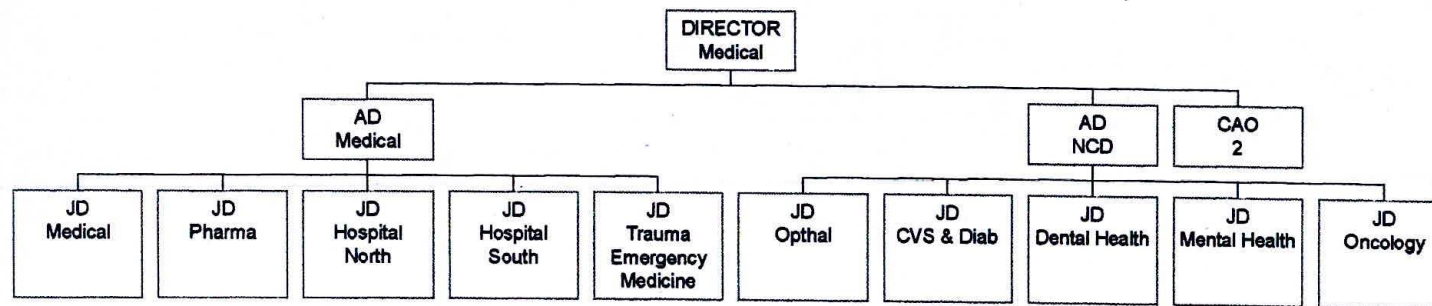 DIRECTOR
Medical
AD
Medical
AD
NCD
CAO
2
JD
Medical
JD
Pharma
JD
Hospital
North
JD
Hospital
South
JD
Trauma
Emergency
Medicine
JD
Opthal
JD
CVS & Diab
JD
Dental Health
JD
Mental Health
JD
Oncology